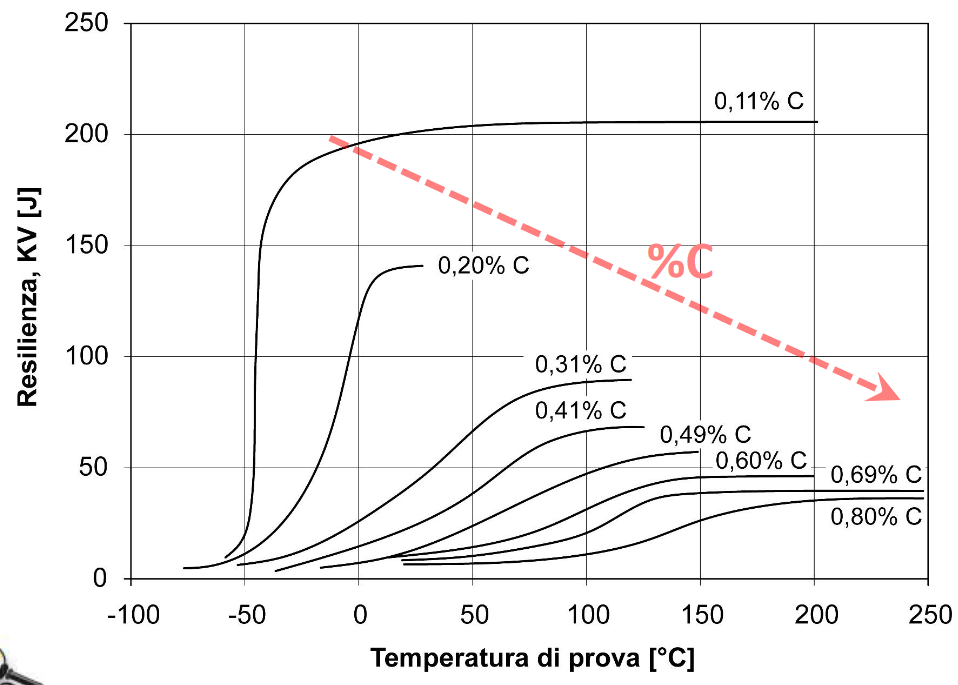 250
200
150
100
50
0
Resilienza, KV [J]
0,11% C
%C
0,20% C
0,31% C
0,41% C
0,49% C
0,60% C
0,69% C
0,80% C
-100 -50 0 50 100 150 200 250
Temperatura di prova [°C]